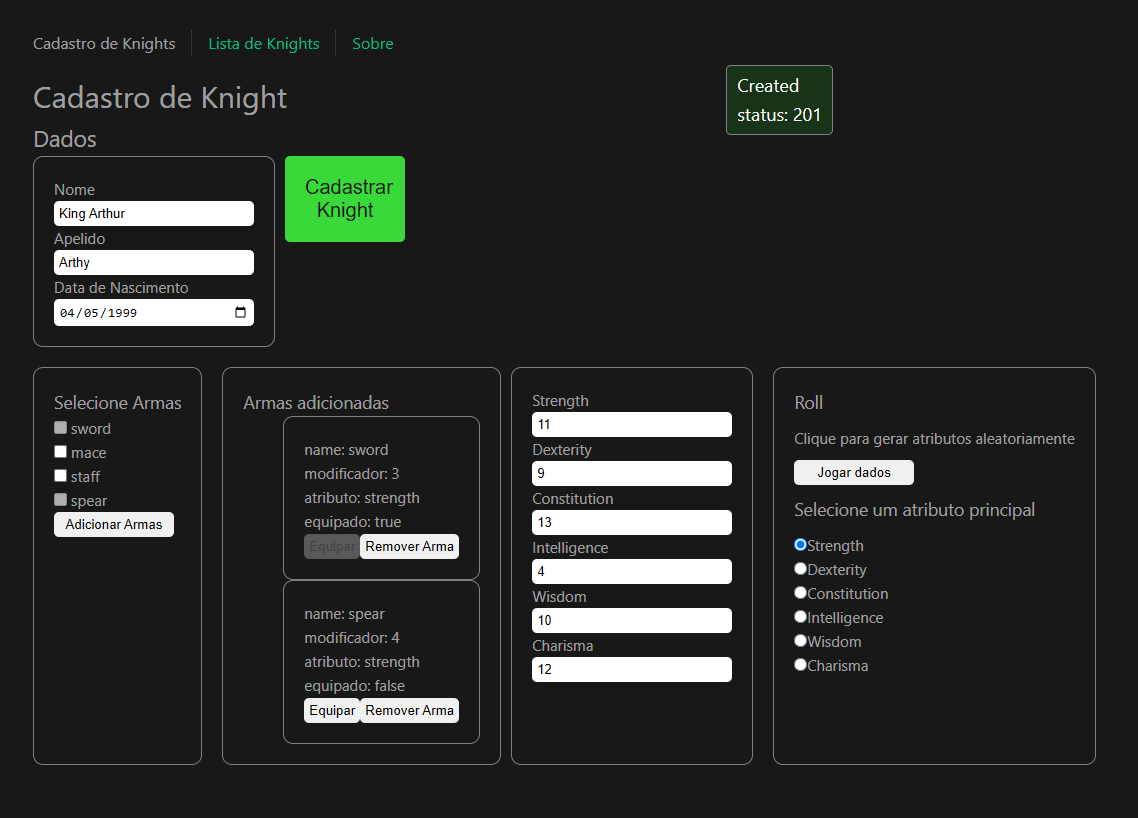 Cadastro de Knights
Lista de Knights
Sobre
Cadastro de Knight
Created
status: 201
Dados
Nome
King Arthur
Apelido
Arthy
Data de Nascimento
04/05/1999
Cadastrar
Knight
Selecione Armas
sword
mace
staff
spear
Adicionar Armas
Armas adicionadas
name: sword
modificador: 3
atributo: strength
equipado: true
Equipar
Remover Arma
name: spear
modificador: 4
atributo: strength
equipado: false
Equipar
Remover Arma
Strength
11
Dexterity
9
Constitution
13
Intelligence
4
Wisdom
10
Charisma
12
Roll
Clique para gerar atributos aleatoriamente
Jogar dados
Selecione um atributo principal
Strength
Dexterity
Constitution
Intelligence
Wisdom
Charisma